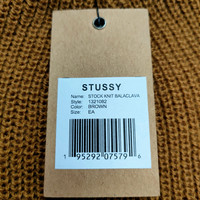 STUSSY
Name: STOCK KNIT BALACLAVA
Style: 1321082
Color: BROWN
Size: EA
1 95292 07579 6